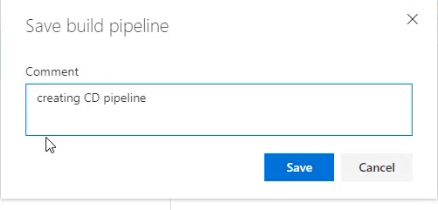 Save build pipeline
Comment
creating CD pipeline
Save
Cancel